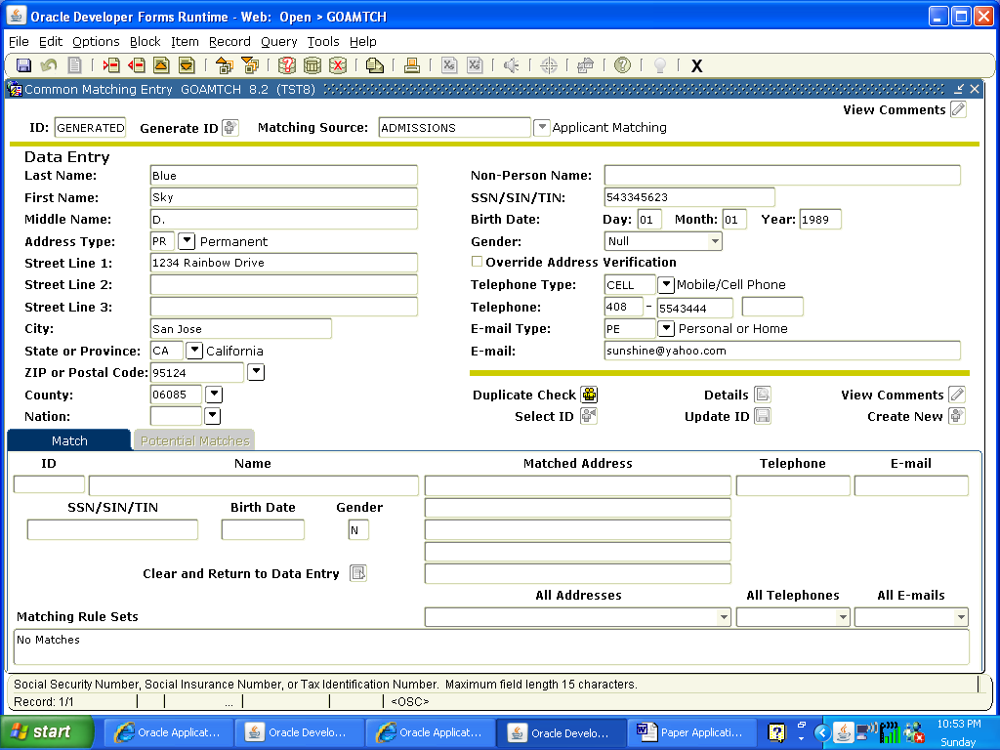 Oracle Developer Forms Runtime - Web: Open > GOAMTCH
File Edit Options Block Item Record Query Tools Help
X
Common Matching Entry GOAMTCH 8.2 (TST8)
View Comments
ID: GENERATED Generate ID Matching Source: ADMISSIONS Applicant Matching
Data Entry
Last Name: Blue Non-Person Name:
First Name: Sky SSN/SIN/TIN: 543345623
Middle Name: D. Birth Date: Day: 01 Month: 01 Year: 1989
Address Type: PR Permanent Gender: Null
Street Line 1: 1234 Rainbow Drive Override Address Verification
Street Line 2: Telephone Type: CELL Mobile/Cell Phone
Street Line 3: Telephone: 408 - 5543444
City: San Jose E-mail Type: PE Personal or Home
State or Province: CA California E-mail: sunshine@yahoo.com
ZIP or Postal Code: 95124
County: 06085 Duplicate Check Details View Comments
Nation: Select ID Update ID Create New
Match Potential Matches
ID Name Matched Address Telephone E-mail
SSN/SIN/TIN Birth Date Gender
N
Clear and Return to Data Entry
All Addresses All Telephones All E-mails
Matching Rule Sets
No Matches
Social Security Number, Social Insurance Number, or Tax Identification Number. Maximum field length 15 characters.
Record: 1/1 ... <OSC>
start Oracle Applicat... Oracle Develo... Oracle Applicat... Oracle Develo... Paper Applicati... ? 10:53 PM
Sunday